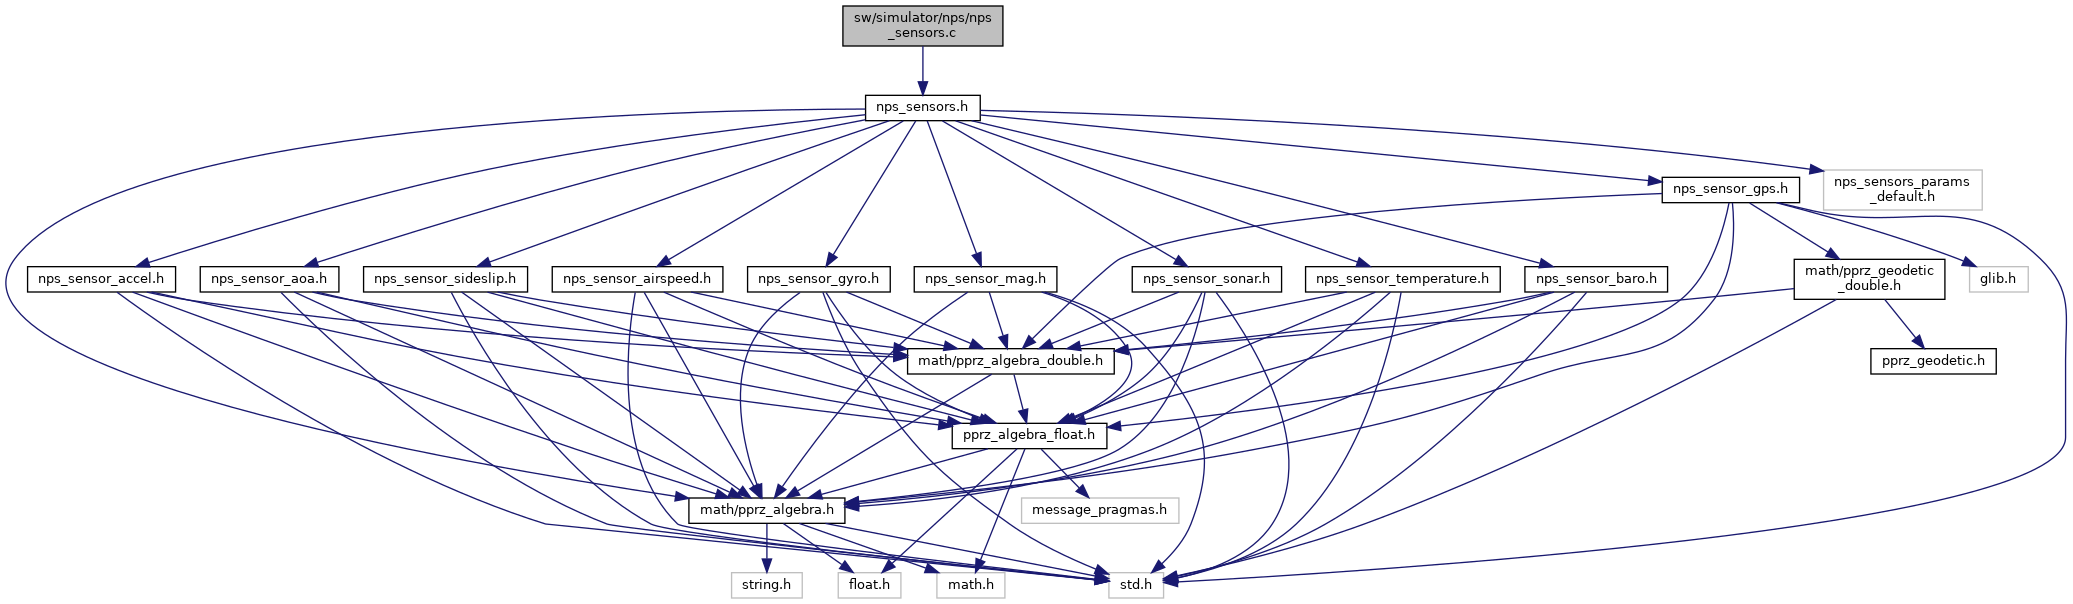 sw/simulator/nps/nps
_sensors.c
nps_sensors.h
nps_sensors_params
_default.h
nps_sensor_gps.h
nps_sensor_accel.h
nps_sensor_aoa.h
nps_sensor_sideslip.h
nps_sensor_airspeed.h
nps_sensor_gyro.h
nps_sensor_mag.h
nps_sensor_sonar.h
nps_sensor_temperature.h
nps_sensor_baro.h
math/pprz_geodetic
_double.h
glib.h
math/pprz_algebra_double.h
pprz_geodetic.h
pprz_algebra_float.h
math/pprz_algebra.h
message_pragmas.h
string.h
float.h
math.h
std.h